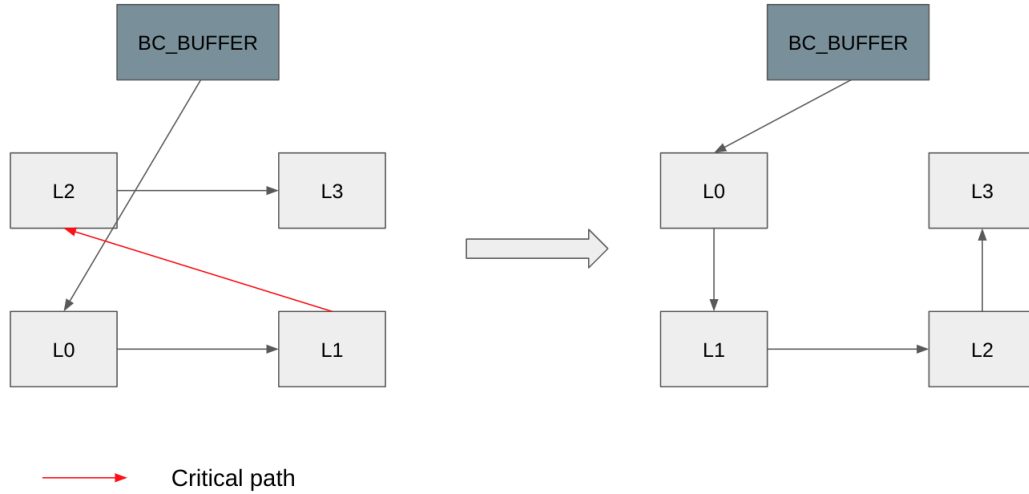 BC_BUFFER
L2
L3
L0
L1
BC_BUFFER
L0
L3
L1
L2
Critical path